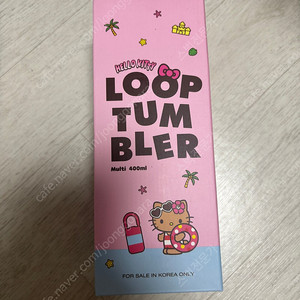 HELLO KITTY
LOOP
TUM
BLER
Multi 400ml
FOR SALE IN KOREA ONLY